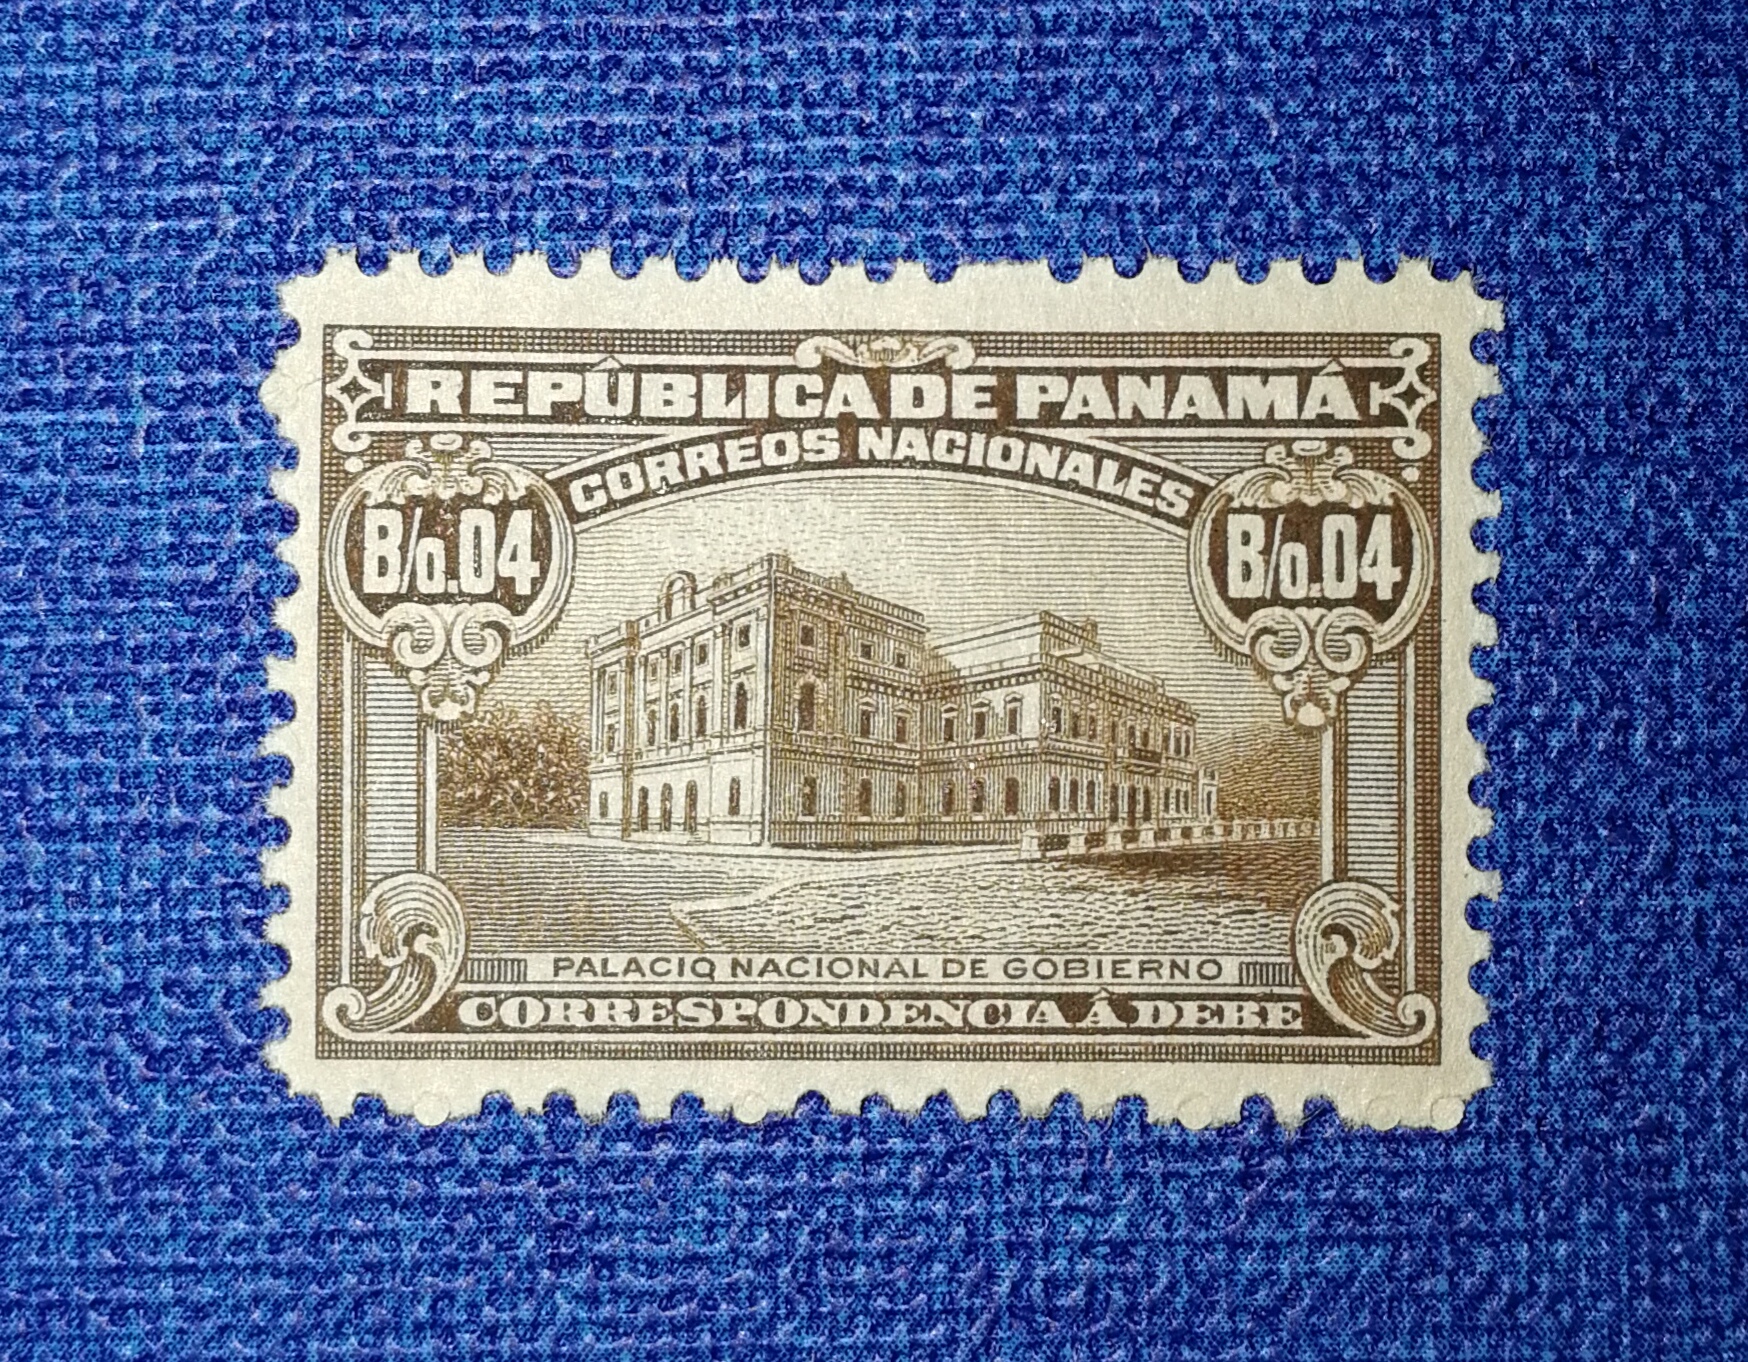 REPÚBLICA DE PANAMÁ
CORREOS NACIONALES
B/o.04
B/o.04
PALACIO NACIONAL DE GOBIERNO
CORRESPONDENCIA Á DEBE